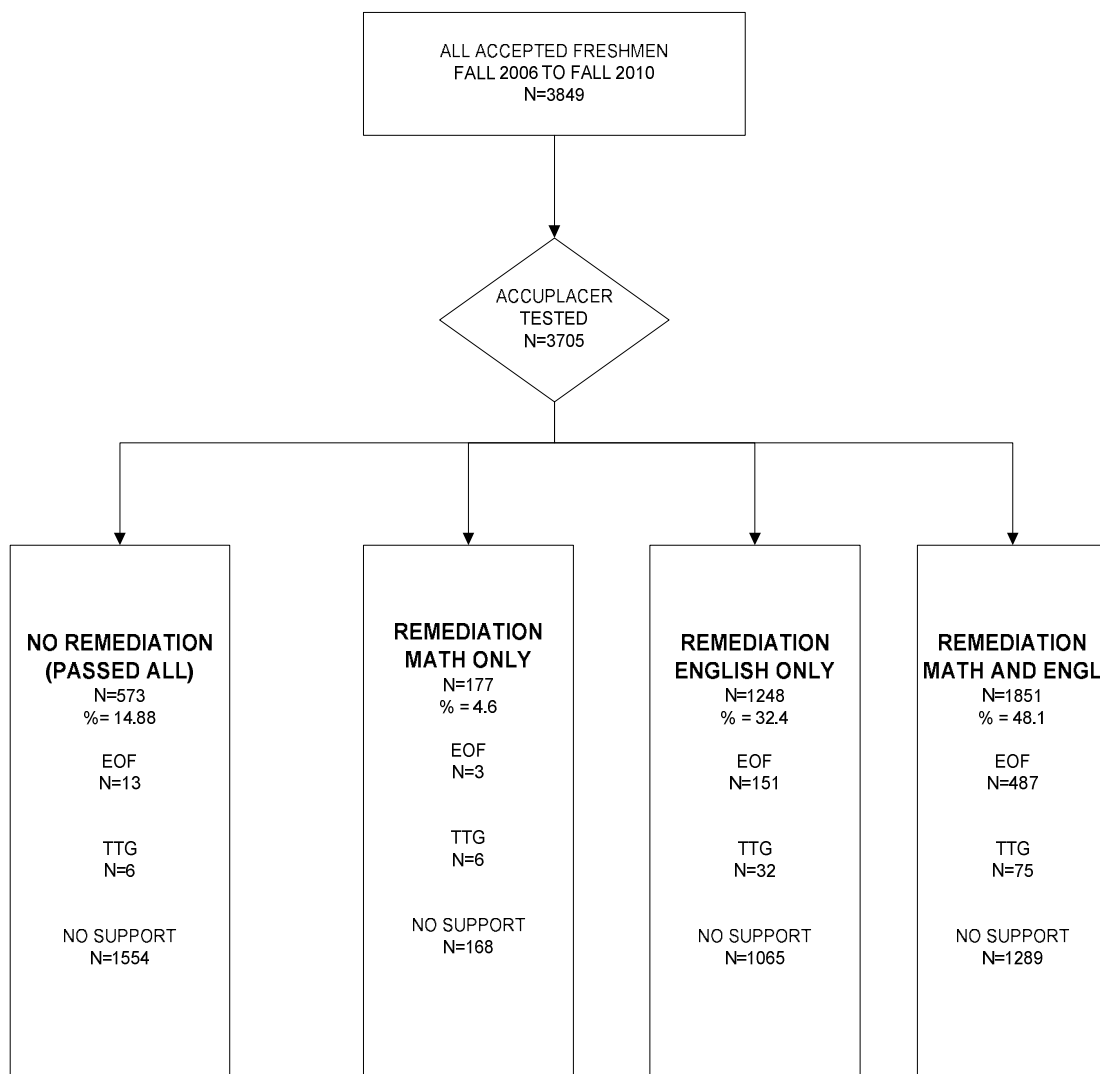 ALL ACCEPTED FRESHMEN
FALL 2006 TO FALL 2010
N=3849
ACCUPLACER
TESTED
N=3705
NO REMEDIATION
(PASSED ALL)
N=573
%= 14.88
EOF
N=13
TTG
N=6
NO SUPPORT
N=1554
REMEDIATION
MATH ONLY
N=177
% = 4.6
EOF
N=3
TTG
N=6
NO SUPPORT
N=168
REMEDIATION
ENGLISH ONLY
N=1248
% = 32.4
EOF
N=151
TTG
N=32
NO SUPPORT
N=1065
REMEDIATION
MATH AND ENGL
N=1851
% = 48.1
EOF
N=487
TTG
N=75
NO SUPPORT
N=1289